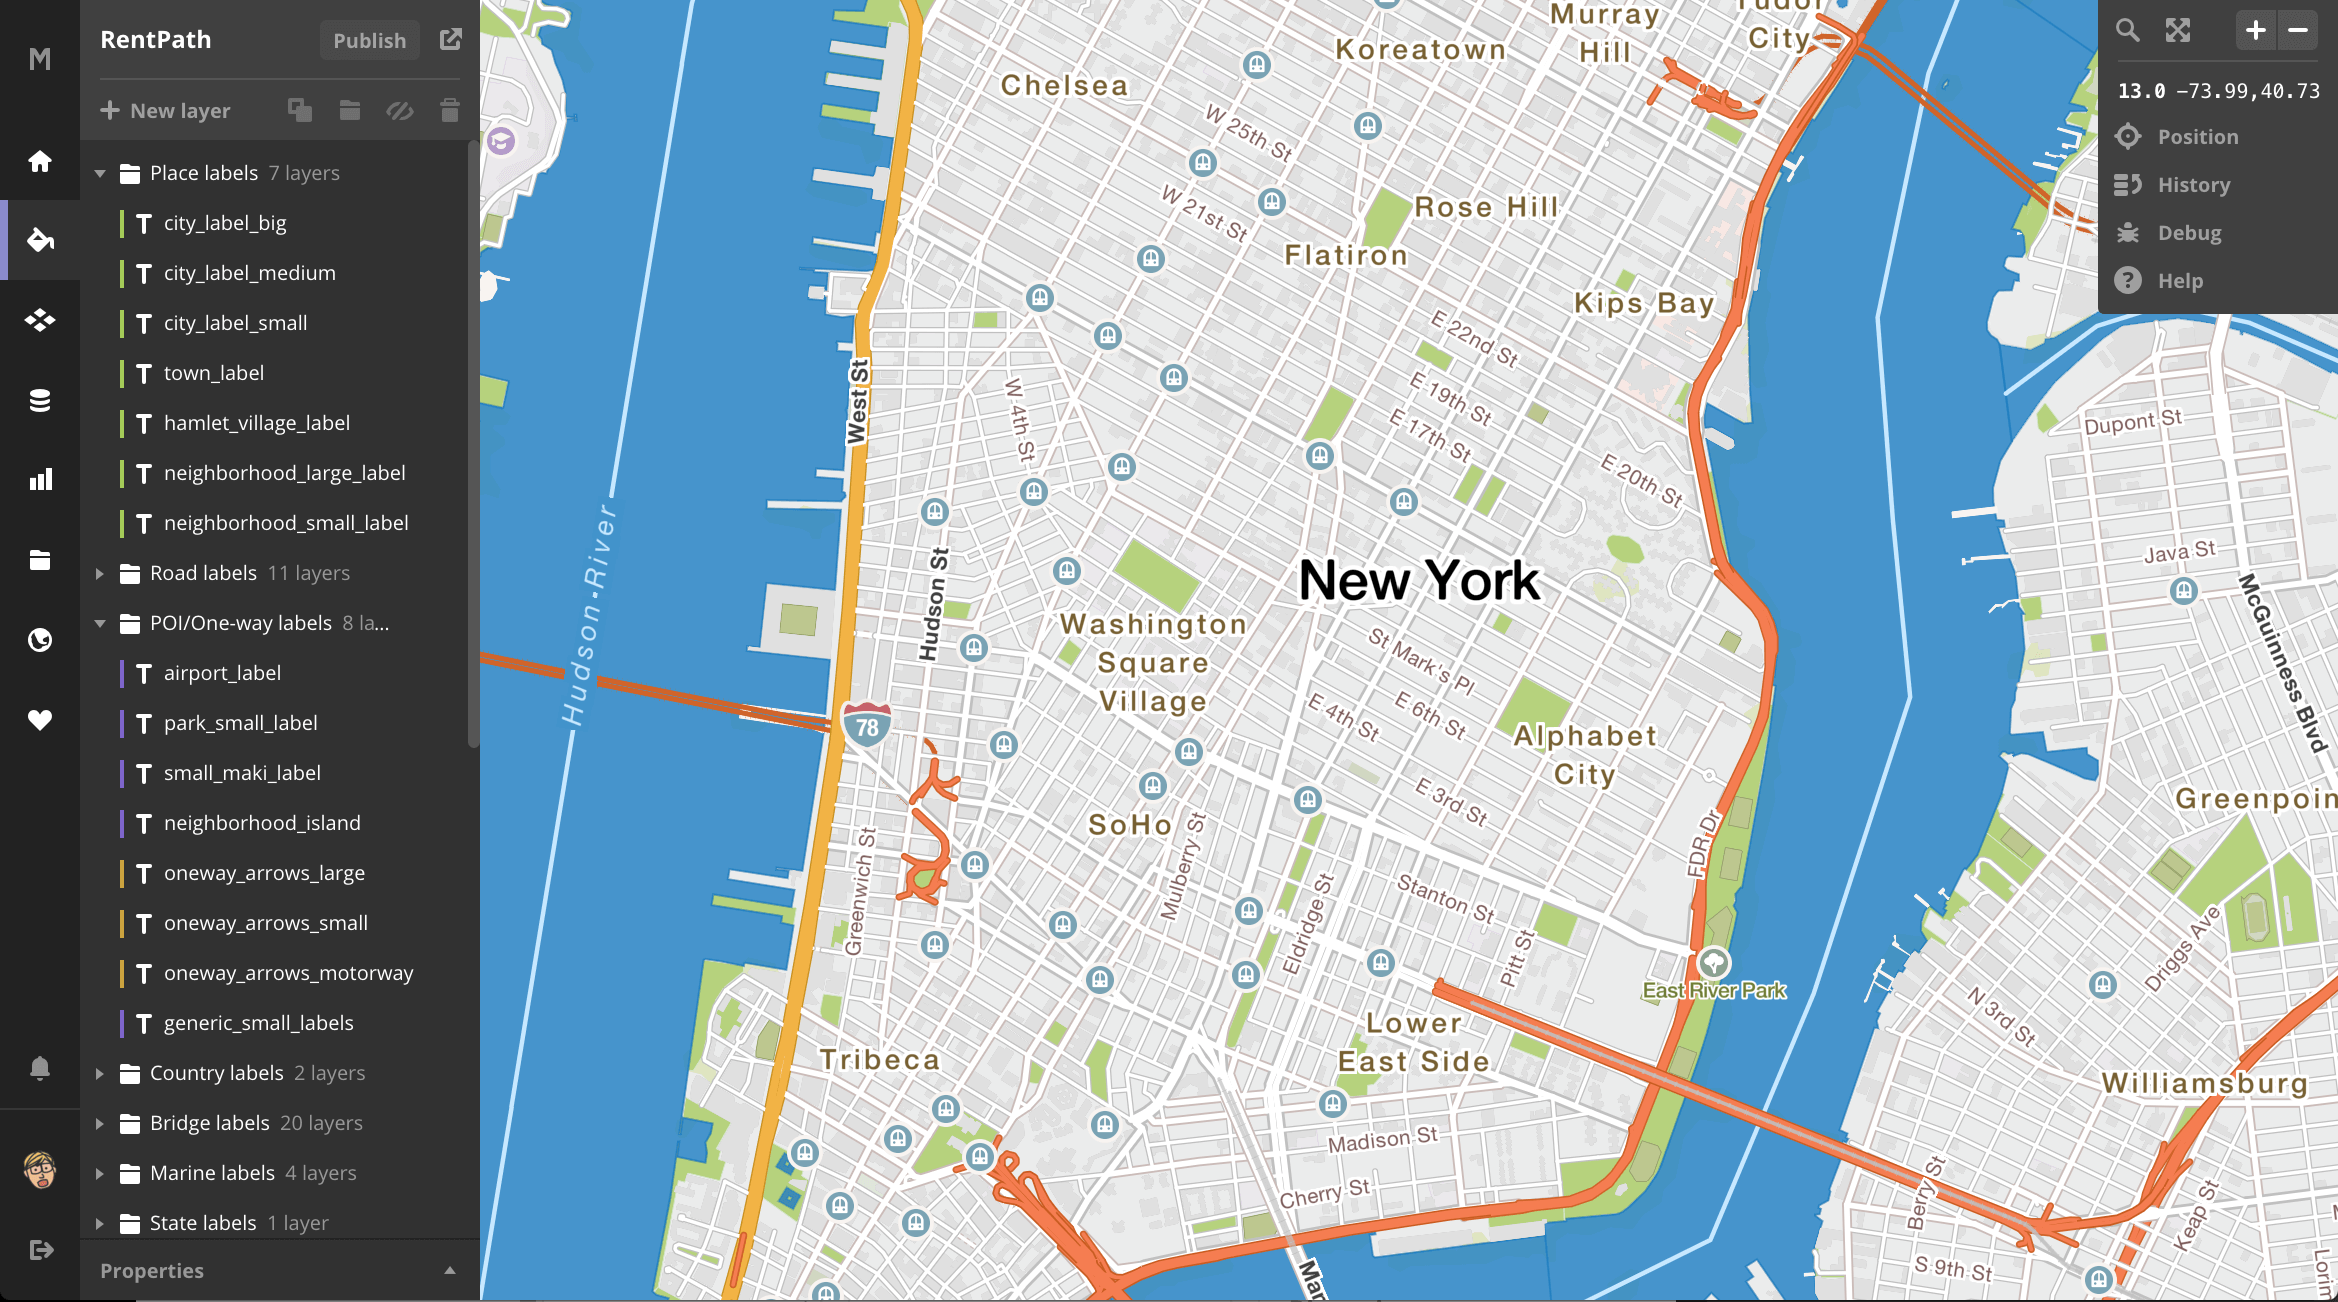 M
RentPath
Publish
New layer
Place labels 7 layers
city_label_big
city_label_medium
city_label_small
town_label
hamlet_village_label
neighborhood_large_label
neighborhood_small_label
Road labels 11 layers
POI/One-way labels 8 la...
airport_label
park_small_label
small_maki_label
neighborhood_island
oneway_arrows_large
oneway_arrows_small
oneway_arrows_motorway
generic_small_labels
Country labels 2 layers
Bridge labels 20 layers
Marine labels 4 layers
State labels 1 layer
Properties
13.0 -73.99,40.73
Position
History
Debug
Help
Murray
Hill
Tudor
City
Koreatown
Chelsea
W 25th St
W 21st St
Rose Hill
Flatiron
Kips Bay
E 22nd St
E 19th St
E 17th St
E 20th St
West St
W 4th St
Hudson St
Hudson River
New York
Washington
Square
Village
St Mark's Pl
E 6th St
E 4th St
E 3rd St
Alphabet
City
78
SoHo
Greenwich St
Mulberry St
Eldridge St
Stanton St
Pitt St
FDR Dr
East River Park
Lower
East Side
Tribeca
Madison St
Cherry St
Mar
Dupont St
Java St
McGuinness Blvd
Greenpoin
Driggs Ave
N 3rd St
Williamsburg
Berry St
Keap St
S 9th St
Lorin